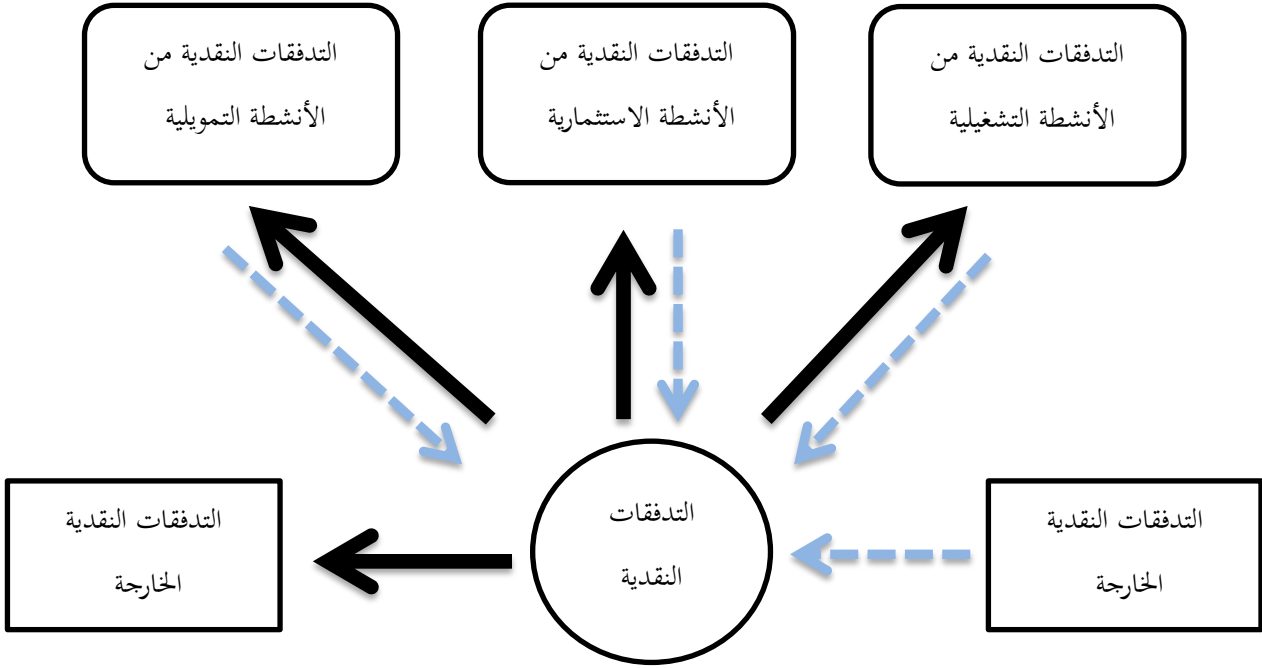 التدفقات النقدية من
الأنشطة التشغيلية
التدفقات النقدية من
الأنشطة الاستثمارية
التدفقات النقدية من
الأنشطة التمويلية
التدفقات النقدية
الخارجة
التدفقات
النقدية
التدفقات النقدية
الخارجة